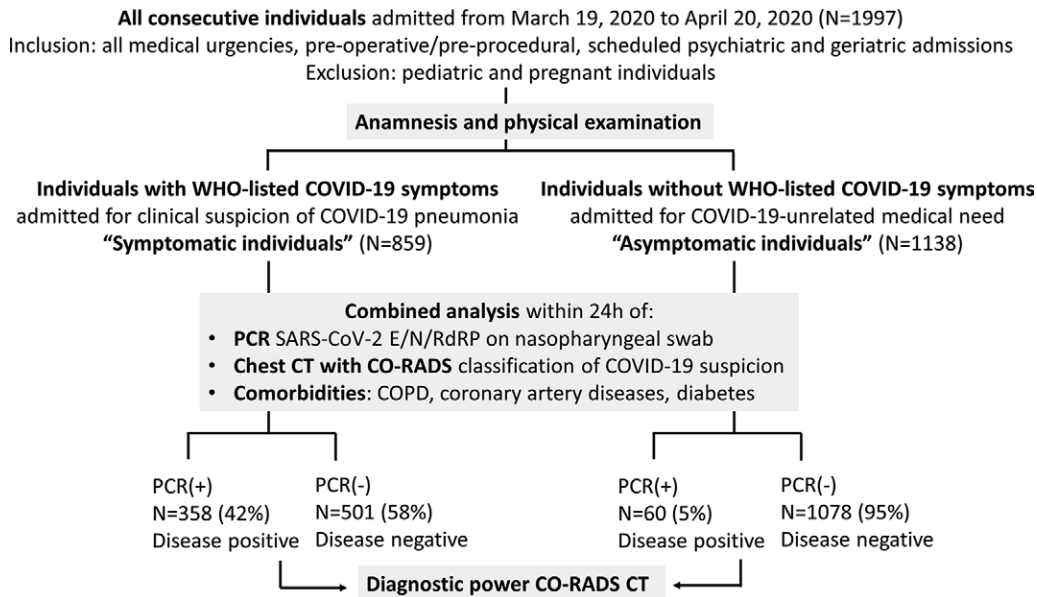 All consecutive individuals admitted from March 19, 2020 to April 20, 2020 (N=1997)
Inclusion: all medical urgencies, pre-operative/pre-procedural, scheduled psychiatric and geriatric admissions
Exclusion: pediatric and pregnant individuals
Anamnesis and physical examination
Individuals with WHO-listed COVID-19 symptoms
admitted for clinical suspicion of COVID-19 pneumonia
“Symptomatic individuals” (N=859)
Individuals without WHO-listed COVID-19 symptoms
admitted for COVID-19-unrelated medical need
“Asymptomatic individuals” (N=1138)
Combined analysis within 24h of:
• PCR SARS-CoV-2 E/N/RdRP on nasopharyngeal swab
• Chest CT with CO-RADS classification of COVID-19 suspicion
• Comorbidities: COPD, coronary artery diseases, diabetes
PCR(+)
N=358 (42%)
Disease positive
PCR(-)
N=501 (58%)
Disease negative
PCR(+)
N=60 (5%)
Disease positive
PCR(-)
N=1078 (95%)
Disease negative
Diagnostic power CO-RADS CT